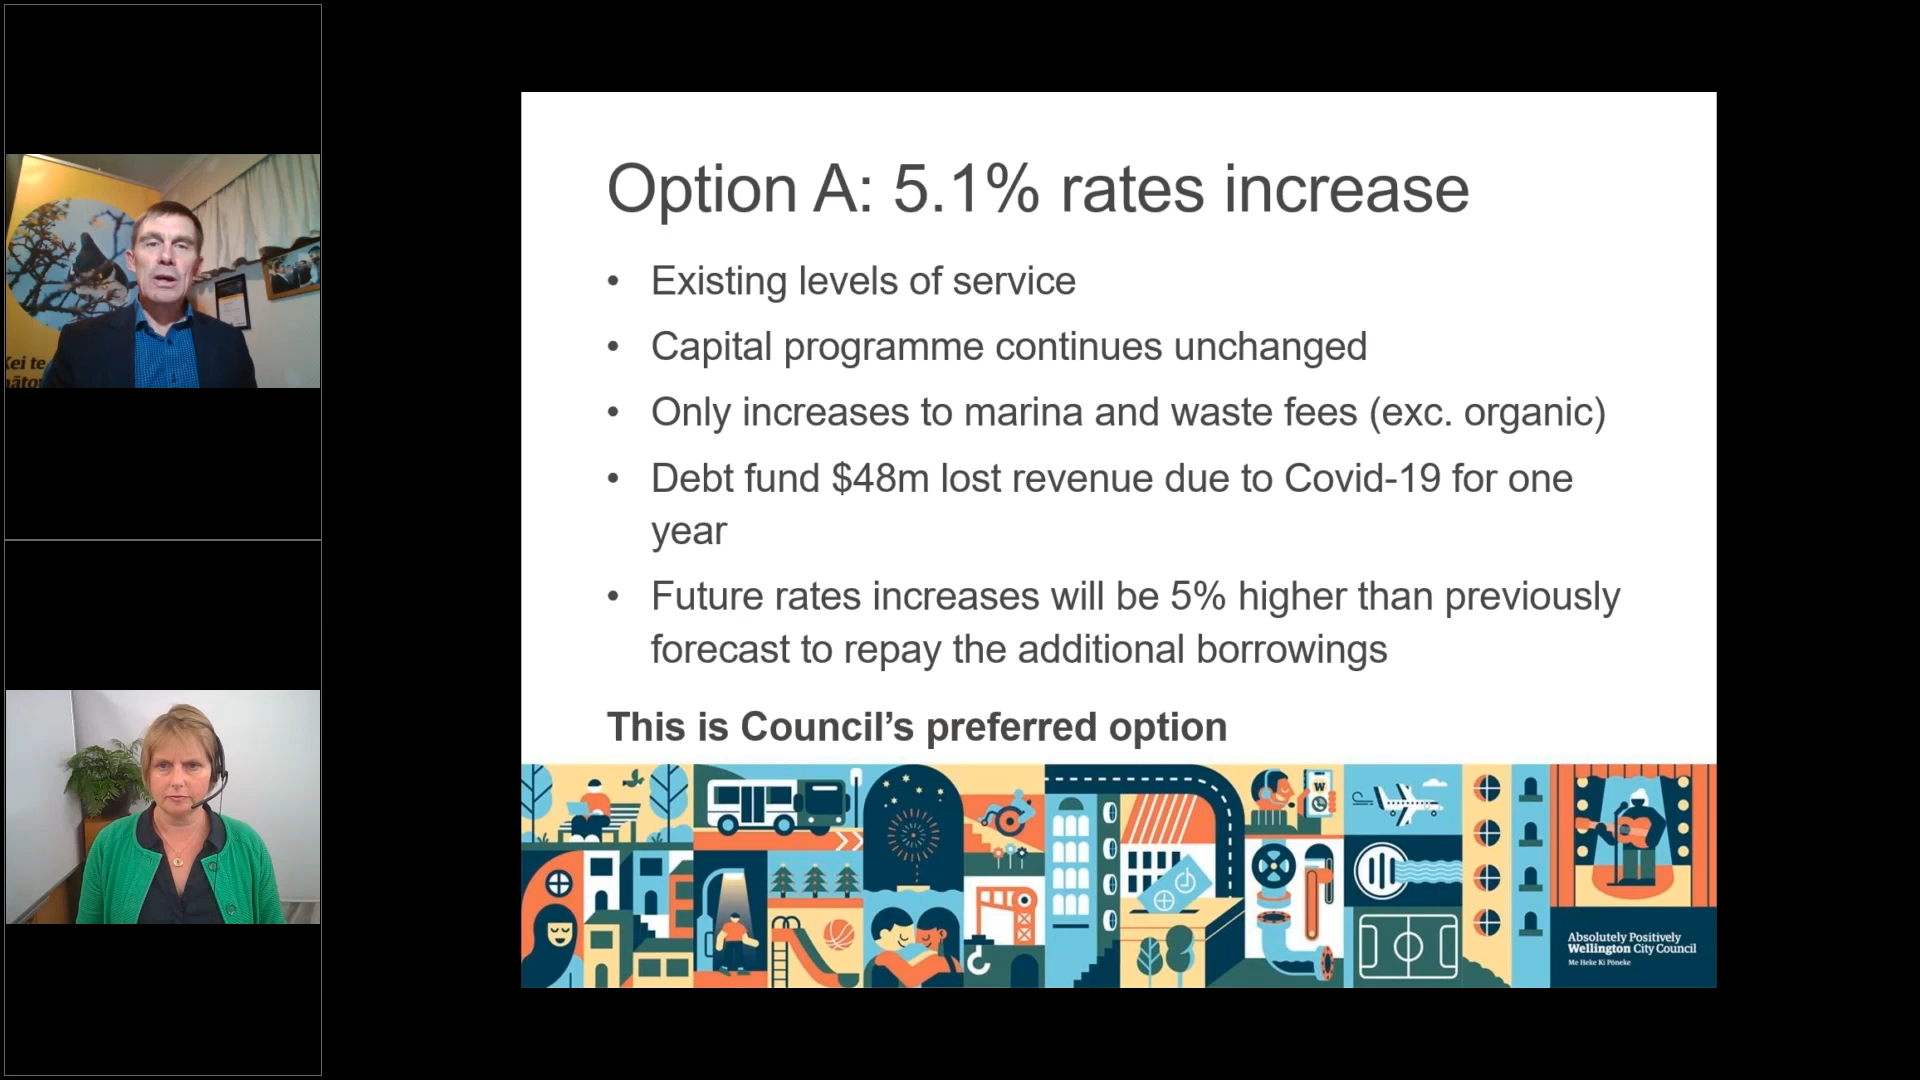 Option A: 5.1% rates increase
• Existing levels of service
• Capital programme continues unchanged
• Only increases to marina and waste fees (exc. organic)
• Debt fund $48m lost revenue due to Covid-19 for one
year
• Future rates increases will be 5% higher than previously
forecast to repay the additional borrowings
This is Council’s preferred option
W
Absolutely Positively
Wellington City Council
Me Heke Ki Pōneke
Kei te